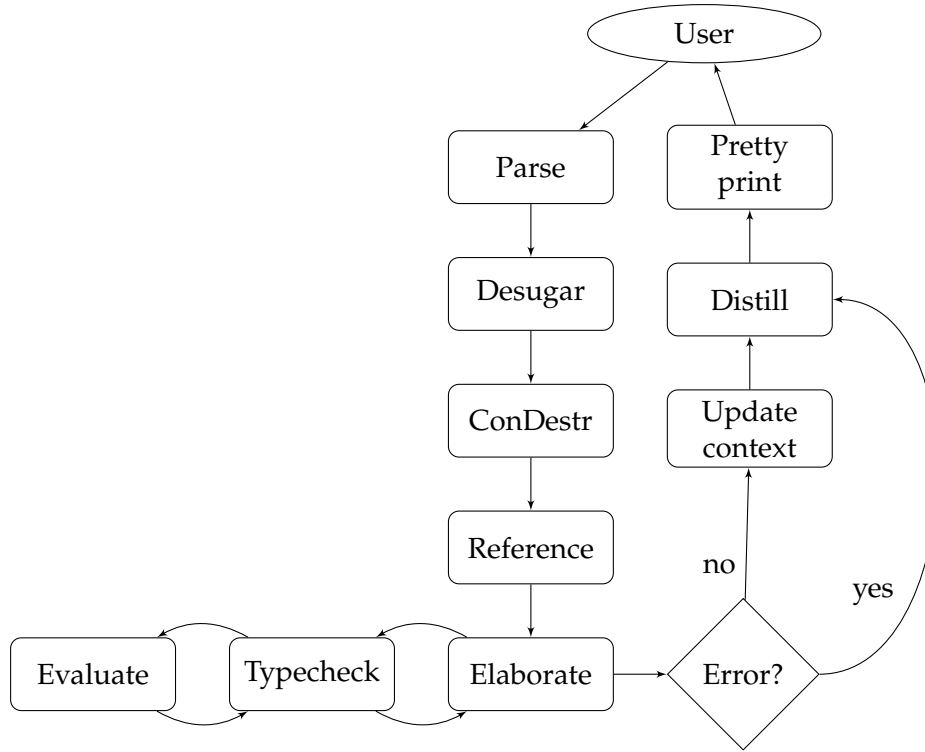 User
Parse
Pretty
print
Desugar
Distill
ConDestr
Update
context
Reference
no
yes
Evaluate
Typecheck
Elaborate
Error?